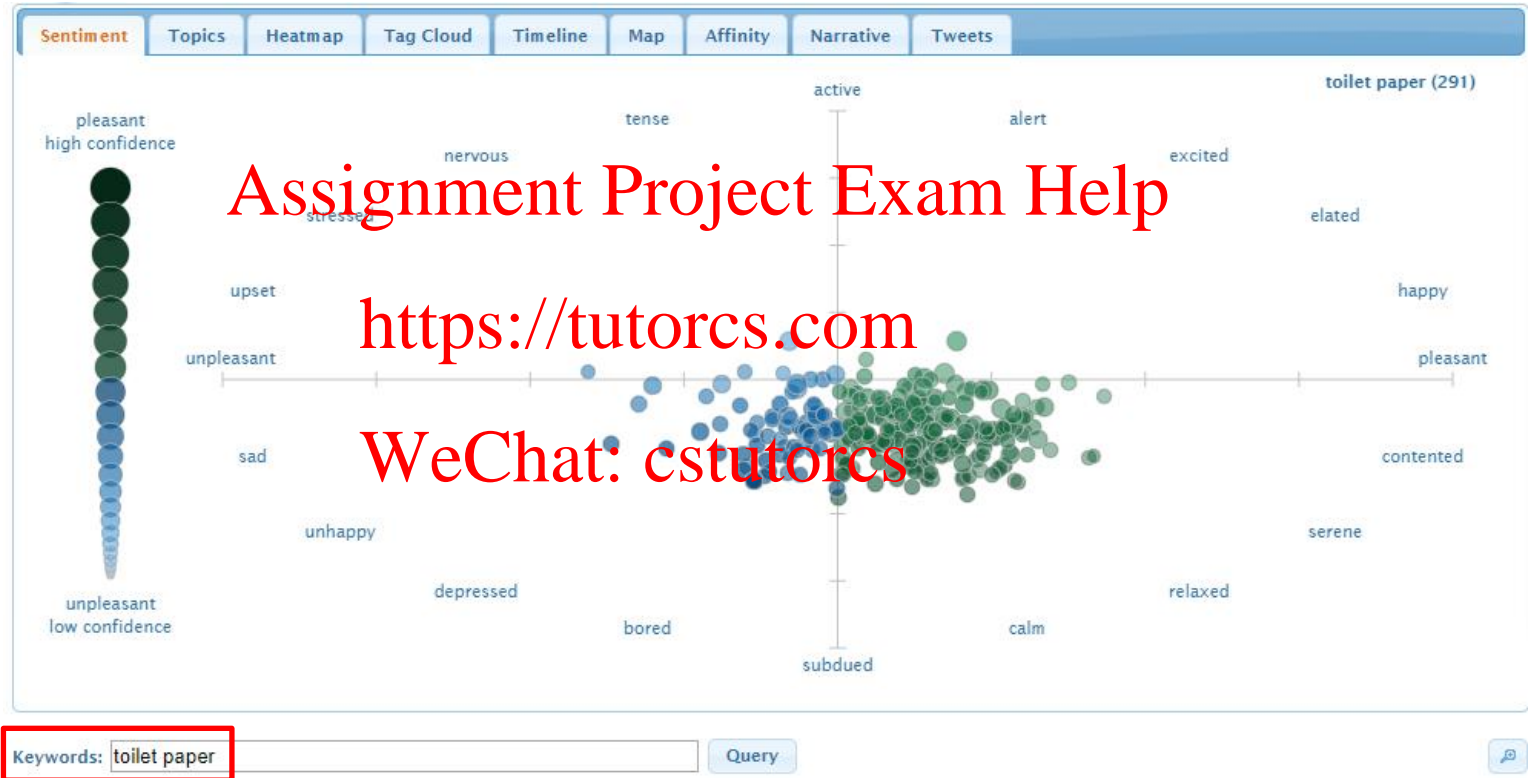 Sentiment Topics Heatmap Tag Cloud Timeline Map Affinity Narrative Tweets
toilet paper (291)
active
pleasant
high confidence
tense
alert
nervous
excited
Assignment Project Exam Help
stressed
elated
upset
happy
https://tutorcs.com
unpleasant
pleasant
sad
WeChat: cstutorcs
contented
unhappy
serene
depressed
relaxed
unpleasant
low confidence
bored
calm
subdued
Keywords: toilet paper Query